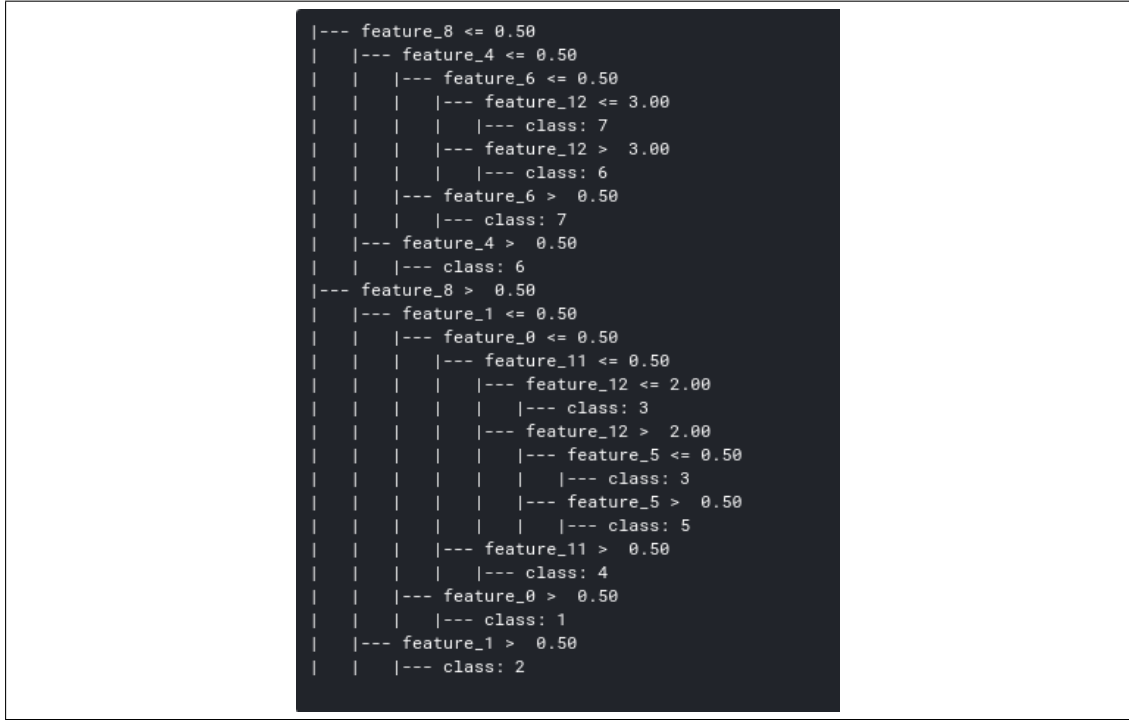 |--- feature_8 <= 0.50
|   |--- feature_4 <= 0.50
|   |   |--- feature_6 <= 0.50
|   |   |   |--- feature_12 <= 3.00
|   |   |   |   |--- class: 7
|   |   |   |--- feature_12 >  3.00
|   |   |   |   |--- class: 6
|   |   |--- feature_6 >  0.50
|   |   |   |--- class: 7
|   |--- feature_4 >  0.50
|   |   |--- class: 6
|--- feature_8 >  0.50
|   |--- feature_1 <= 0.50
|   |   |--- feature_0 <= 0.50
|   |   |   |--- feature_11 <= 0.50
|   |   |   |   |--- feature_12 <= 2.00
|   |   |   |   |   |--- class: 3
|   |   |   |   |--- feature_12 >  2.00
|   |   |   |   |   |--- feature_5 <= 0.50
|   |   |   |   |   |   |--- class: 3
|   |   |   |   |   |--- feature_5 >  0.50
|   |   |   |   |   |   |--- class: 5
|   |   |   |--- feature_11 >  0.50
|   |   |   |   |--- class: 4
|   |   |--- feature_0 >  0.50
|   |   |   |--- class: 1
|   |--- feature_1 >  0.50
|   |   |--- class: 2